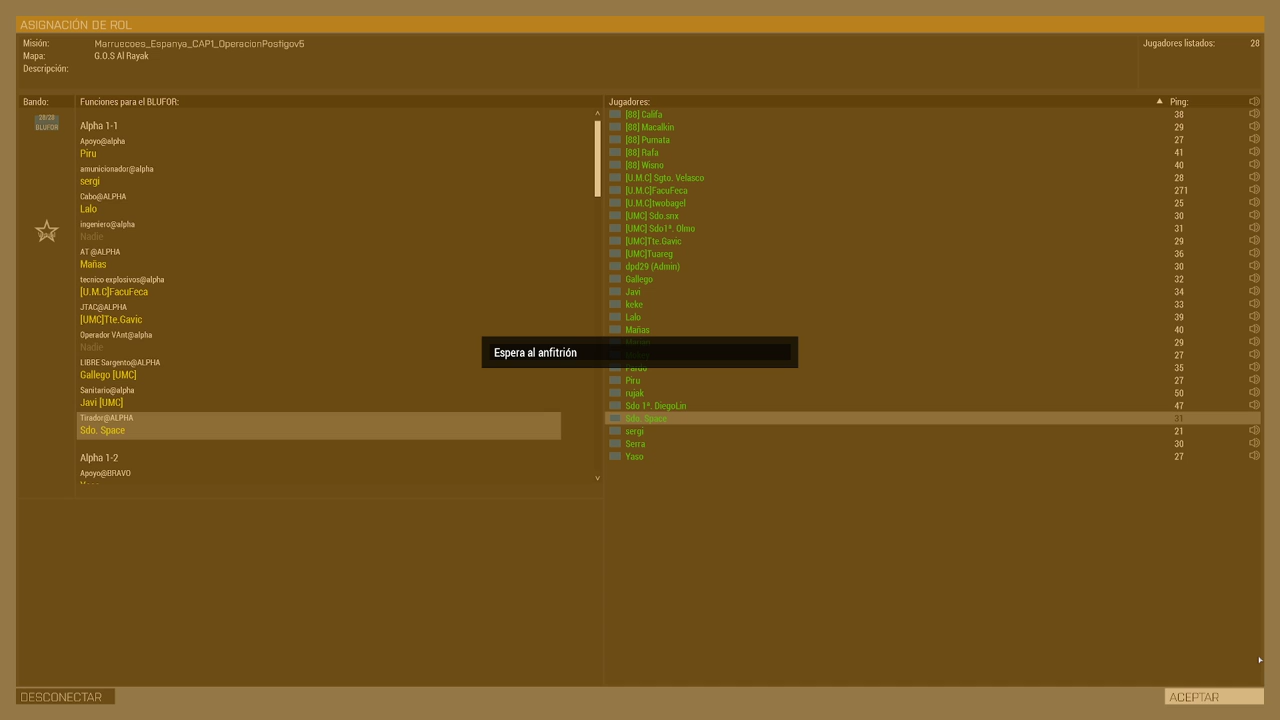 ASIGNACIÓN DE ROL
Misión: Marruecoes_Espanya_CAP1_OperacionPostigov5
Jugadores listados: 28
Mapa: G.O.S Al Rayak
Descripción:
Bando:
28/28
BLUFOR
Funciones para el BLUFOR:
Alpha 1-1
Apoyo@alpha
Piru
amunicionador@alpha
sergi
Cabo@ALPHA
Lalo
ingeniero@alpha
Nadie
AT @ALPHA
Mañas
tecnico explosivos@alpha
[U.M.C]FacuFeca
JTAC@ALPHA
[UMC]Tte.Gavic
Operador VAnt@alpha
Nadie
LIBRE Sargento@ALPHA
Gallego [UMC]
Sanitario@alpha
Javi [UMC]
Tirador@ALPHA
Sdo. Space
Alpha 1-2
Apoyo@BRAVO
Jugadores: Ping:
[88] Califa 38
[88] Macalkin 29
[88] Pumata 27
[88] Rafa 41
[88] Wisno 40
[U.M.C] Sgto. Velasco 28
[U.M.C]FacuFeca 271
[U.M.C]twobagel 25
[UMC] Sdo.snx 30
[UMC] Sdo1ª. Olmo 31
[UMC]Tte.Gavic 29
[UMC]Tuareg 36
dpd29 (Admin) 30
Gallego 32
Javi 34
keke 33
Lalo 39
Mañas 40
29
27
Pardo 35
Piru 27
rujak 50
Sdo 1ª. DiegoLin 47
Sdo. Space 31
sergi 21
Serra 30
Yaso 27
Espera al anfitrión
DESCONECTAR
ACEPTAR